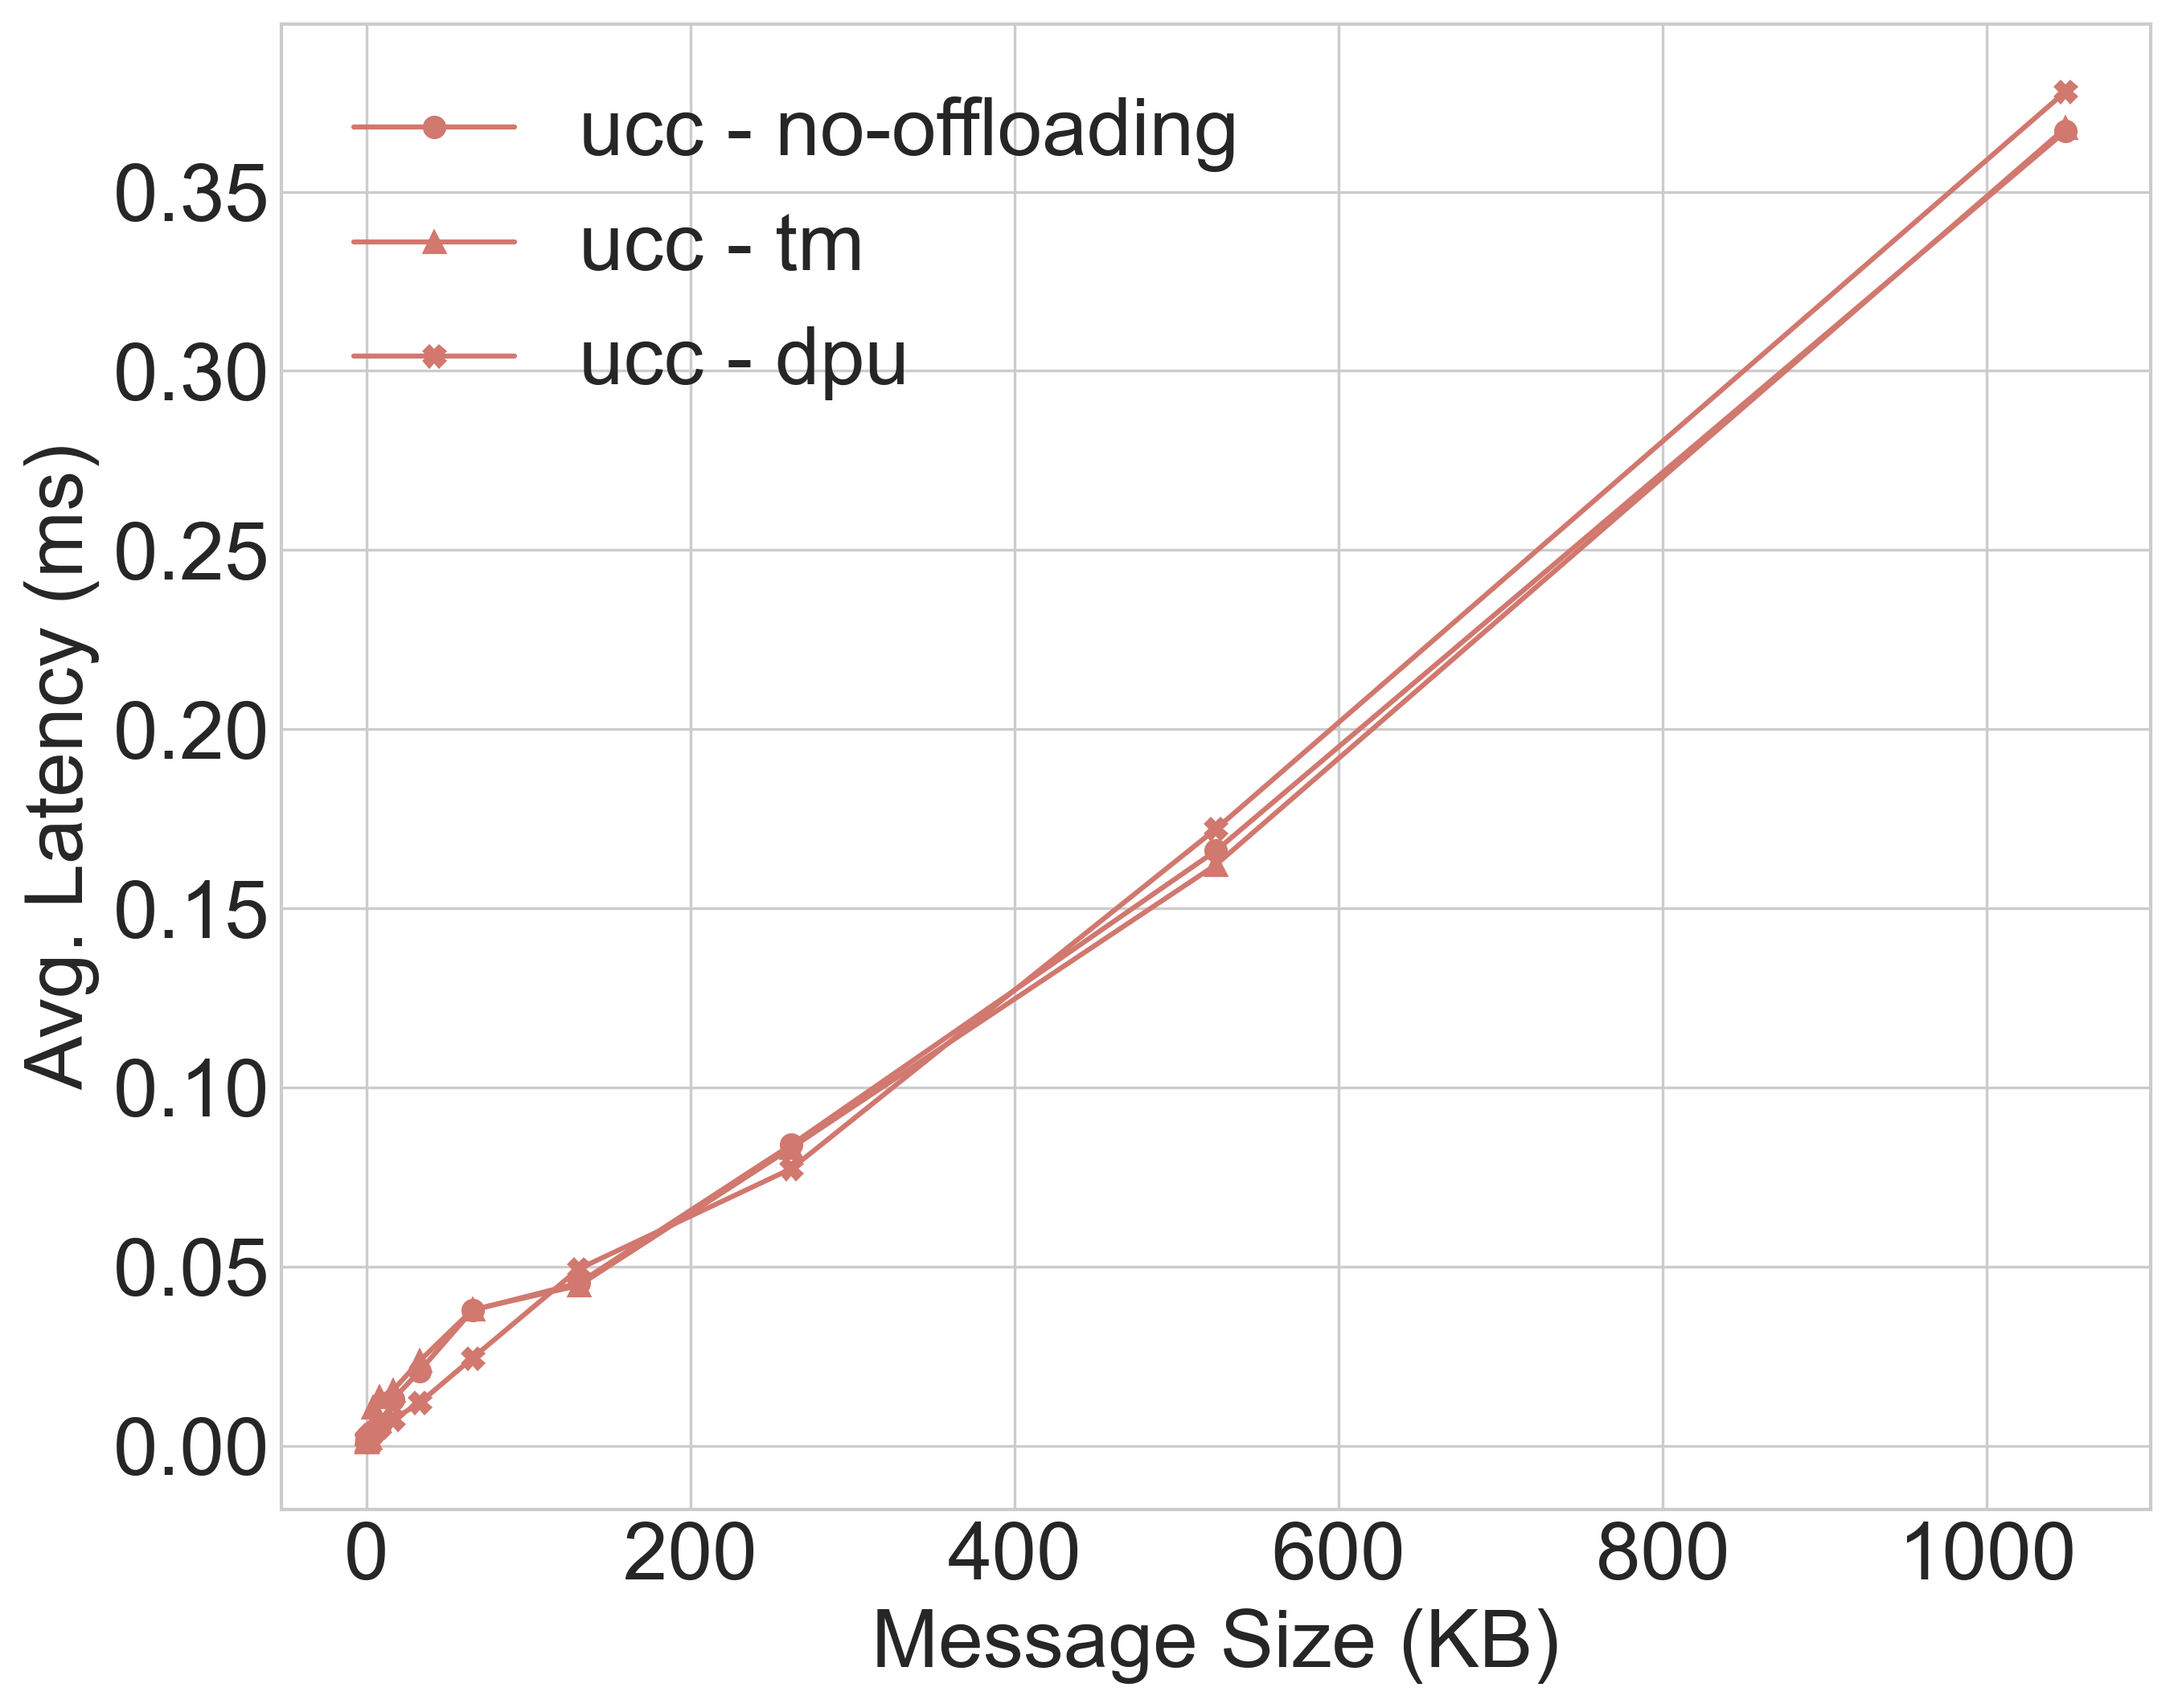 ucc - no-offloading
ucc - tm
ucc - dpu
Avg. Latency (ms)
0.35
0.30
0.25
0.20
0.15
0.10
0.05
0.00
0 200 400 600 800 1000
Message Size (KB)